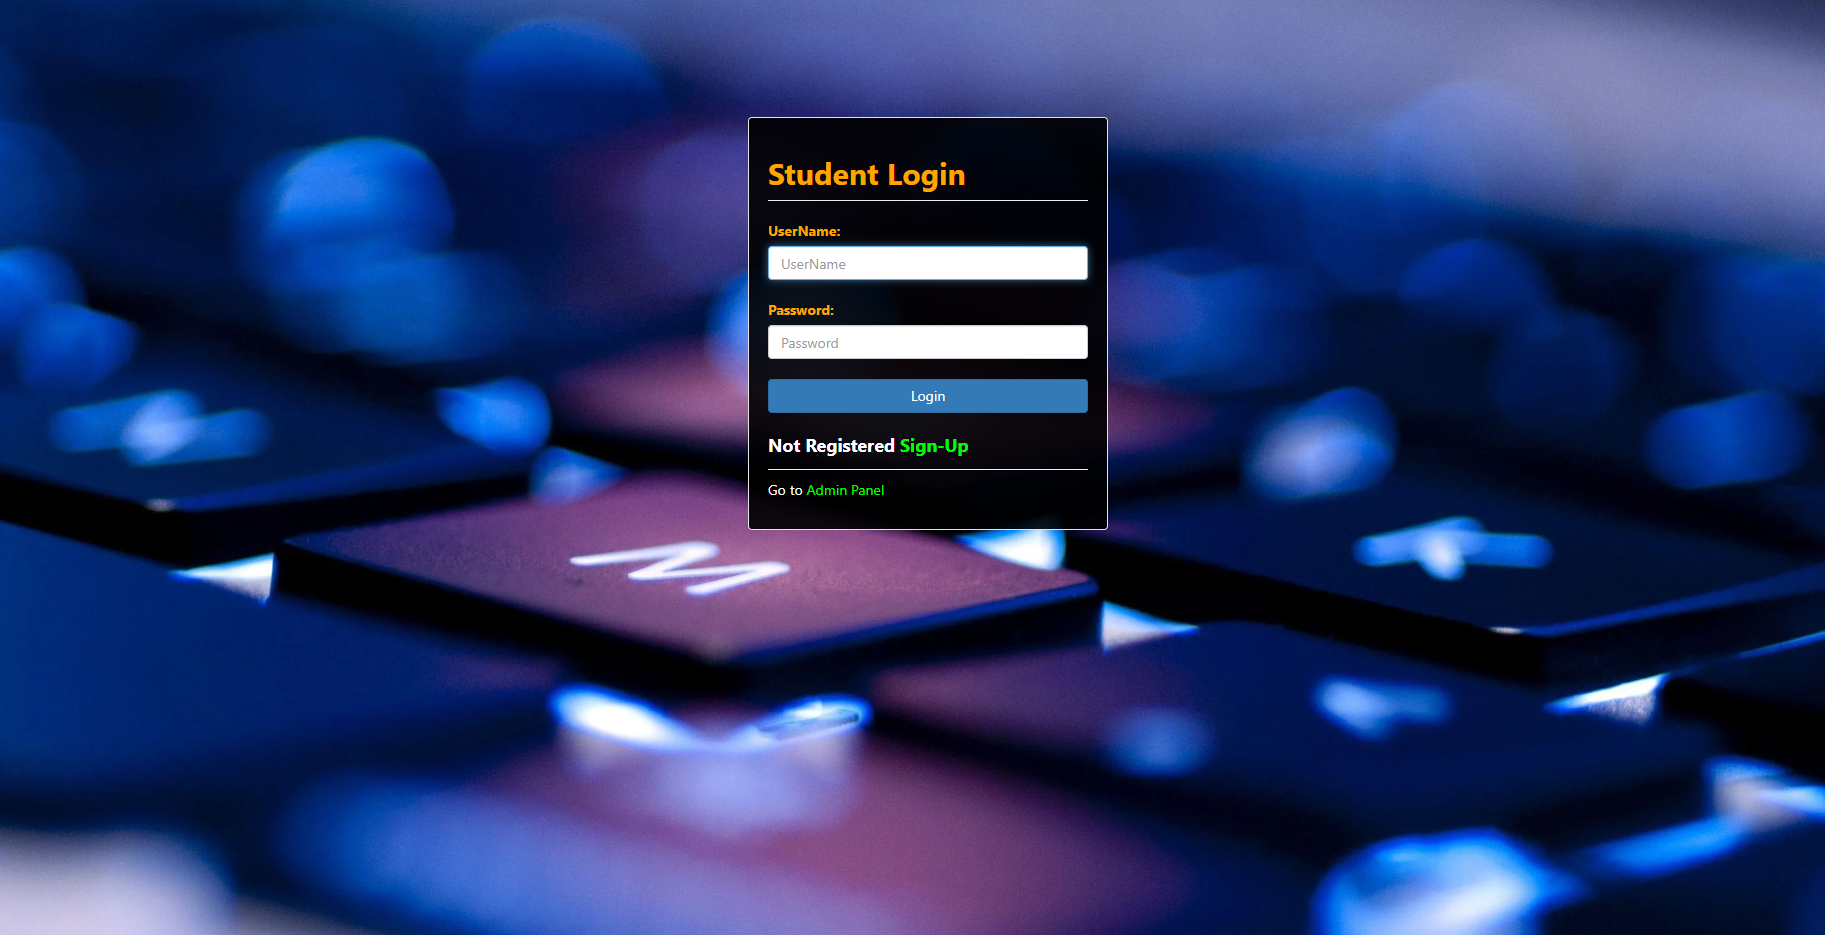 Student Login
UserName:
UserName
Password:
Password
Login
Not Registered Sign-Up
Go to Admin Panel
M